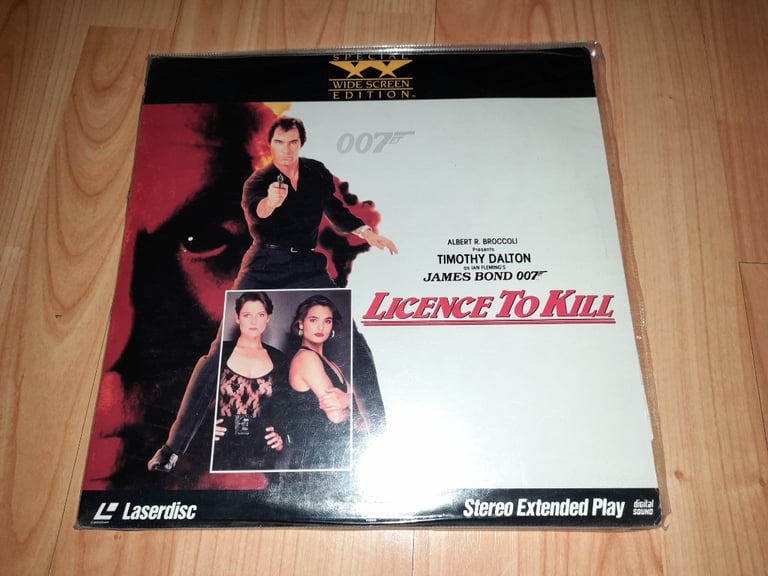 SPECIAL
WIDE SCREEN
EDITION
007
ALBERT R. BROCCOLI
Presents
TIMOTHY DALTON
as IAN FLEMING'S
JAMES BOND 007
LICENCE TO KILL
Laserdisc
Stereo Extended Play
digital
SOUND